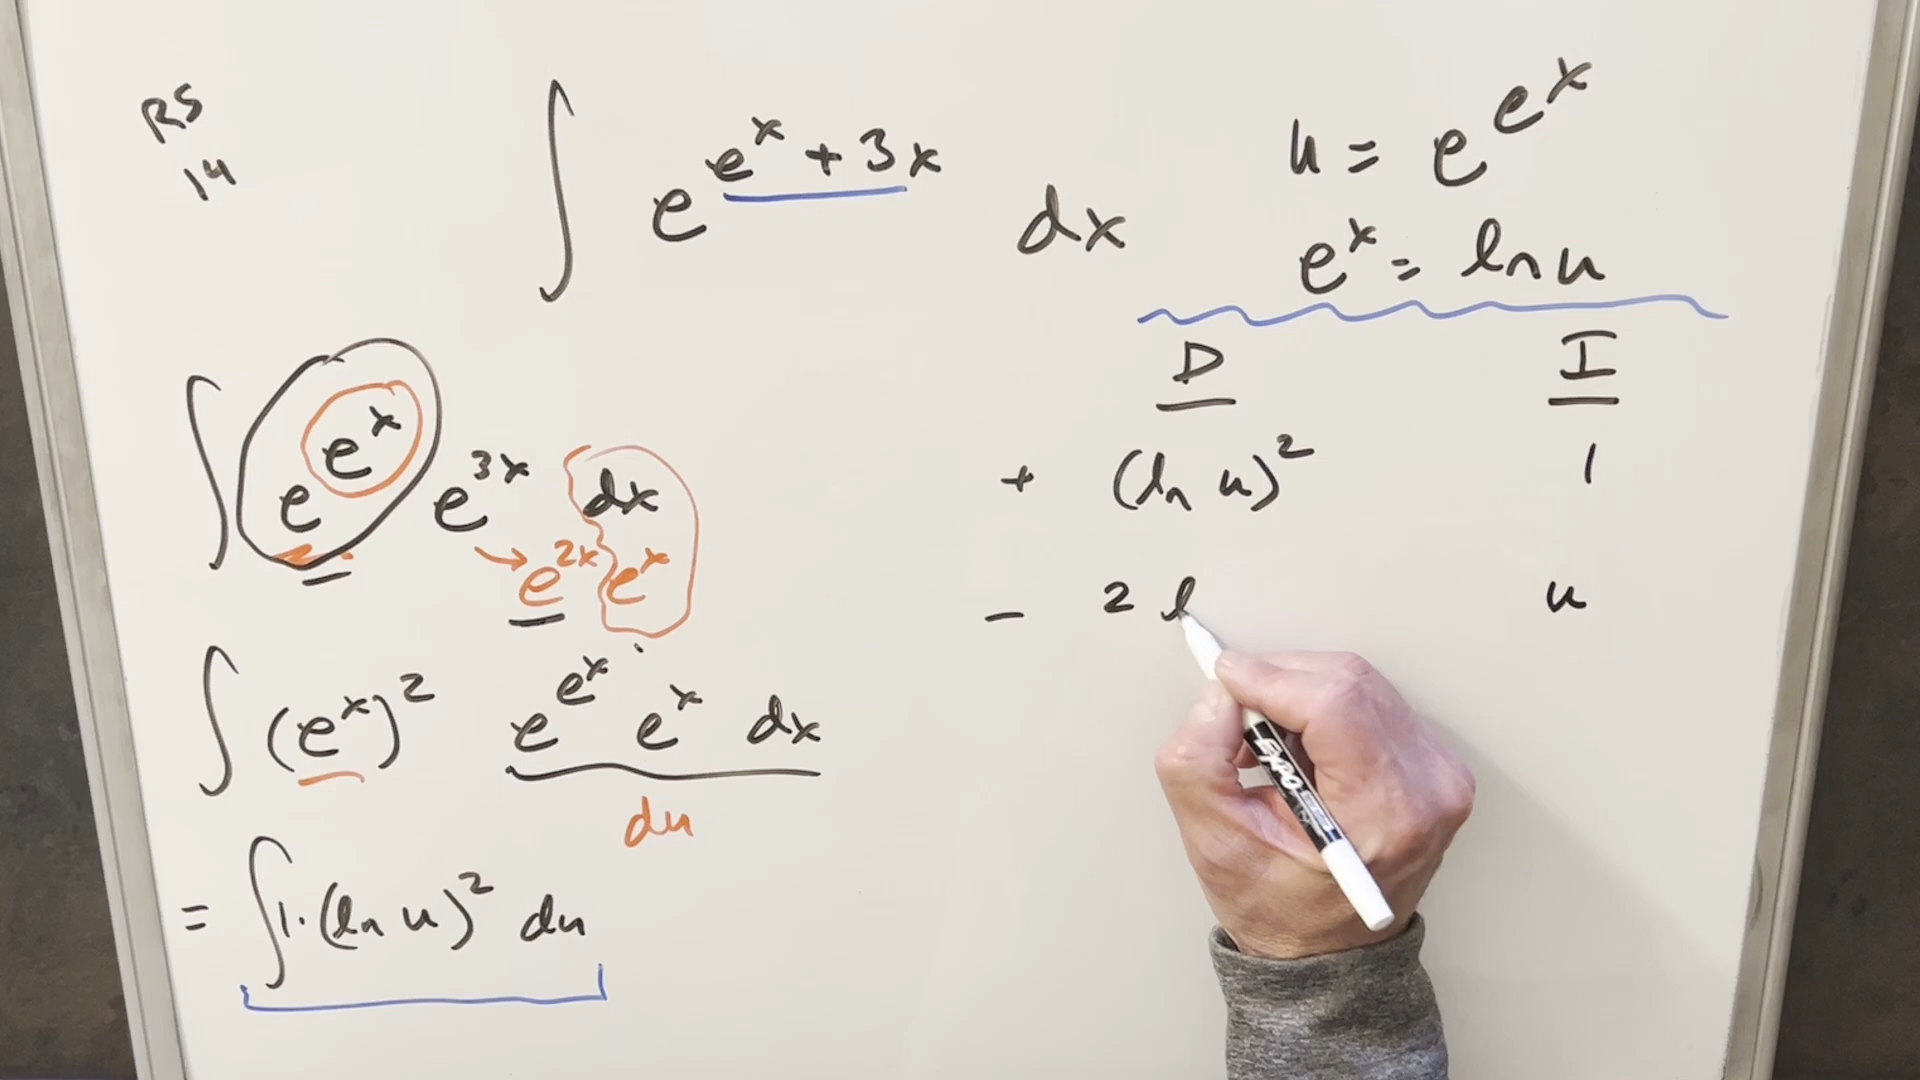 RS
14
∫ e^(e^x + 3x) dx
u = e^(e^x)
e^x = ln u
∫ e^(e^x) e^(3x) dx
→ e^(2x) e^x
∫ (e^x)^2 e^(e^x) e^x dx
du
= ∫ 1·(ln u)^2 du
D I
+ (ln u)^2 1
- 2 l u
EXPO